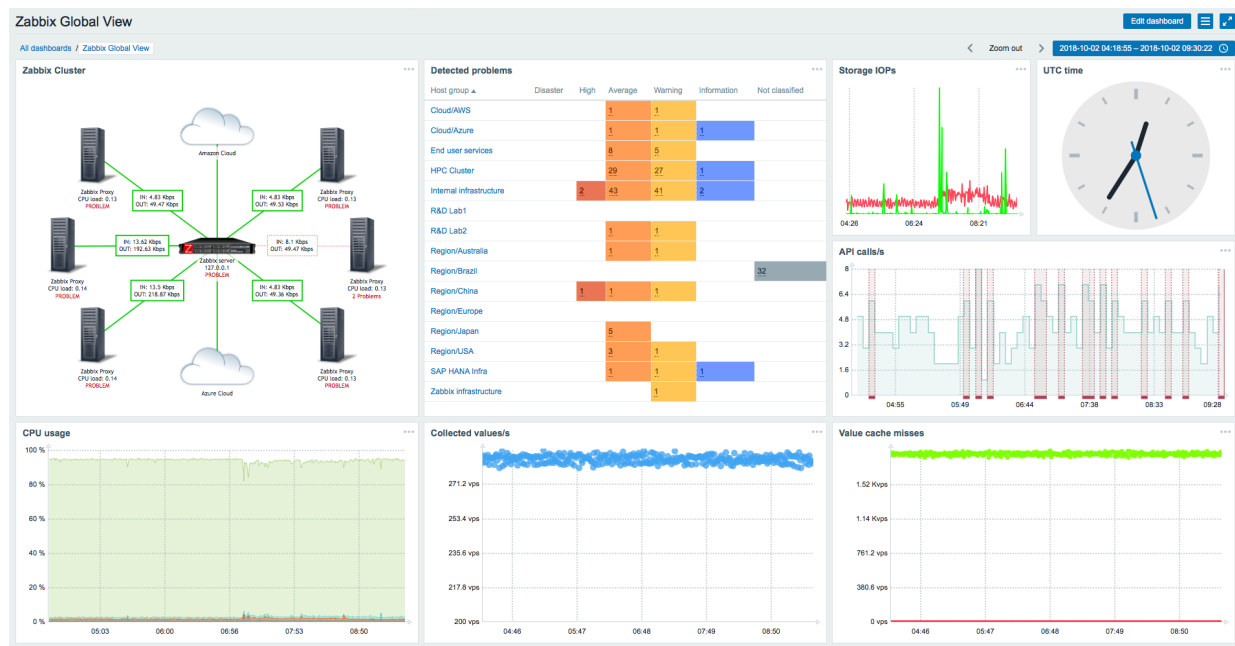 Zabbix Global View
Edit dashboard
All dashboards / Zabbix Global View
Zoom out
2018-10-02 04:18:55 – 2018-10-02 09:30:22
Zabbix Cluster
Amazon Cloud
Zabbix Proxy
CPU load: 0.13
PROBLEM
IN: 4.83 Kbps
OUT: 49.47 Kbps
IN: 4.83 Kbps
OUT: 49.53 Kbps
Zabbix Proxy
CPU load: 0.13
PROBLEM
IN: 13.62 Kbps
OUT: 192.63 Kbps
IN: 8.1 Kbps
OUT: 49.47 Kbps
Zabbix server
127.0.0.1
PROBLEM
Zabbix Proxy
CPU load: 0.14
PROBLEM
IN: 13.5 Kbps
OUT: 218.87 Kbps
IN: 4.83 Kbps
OUT: 49.36 Kbps
Zabbix Proxy
CPU load: 0.13
2 Problems
Zabbix Proxy
CPU load: 0.14
PROBLEM
Azure Cloud
Zabbix Proxy
CPU load: 0.13
PROBLEM
Detected problems
Host group Disaster High Average Warning Information Not classified
Cloud/AWS 1 1
Cloud/Azure 1 1 1
End user services 8 5
HPC Cluster 29 27 1
Internal infrastructure 2 43 41 2
R&D Lab1
R&D Lab2 1 1
Region/Australia 1 1
Region/Brazil 32
Region/China 1 1 1
Region/Europe
Region/Japan 5
Region/USA 3 1
SAP HANA Infra 1 1 1
Zabbix infrastructure 1
Storage IOPs
04:26 06:24 08:21
UTC time
API calls/s
8
6.4
4.8
3.2
1.6
0
04:55 05:49 06:44 07:38 08:33 09:28
CPU usage
100 %
80 %
60 %
40 %
20 %
0 %
05:03 06:00 06:56 07:53 08:50
Collected values/s
271.2 vps
253.4 vps
235.6 vps
217.8 vps
200 vps
04:46 05:47 06:48 07:49 08:50
Value cache misses
1.52 Kvps
1.14 Kvps
761.2 vps
380.6 vps
0 vps
04:46 05:47 06:48 07:49 08:50